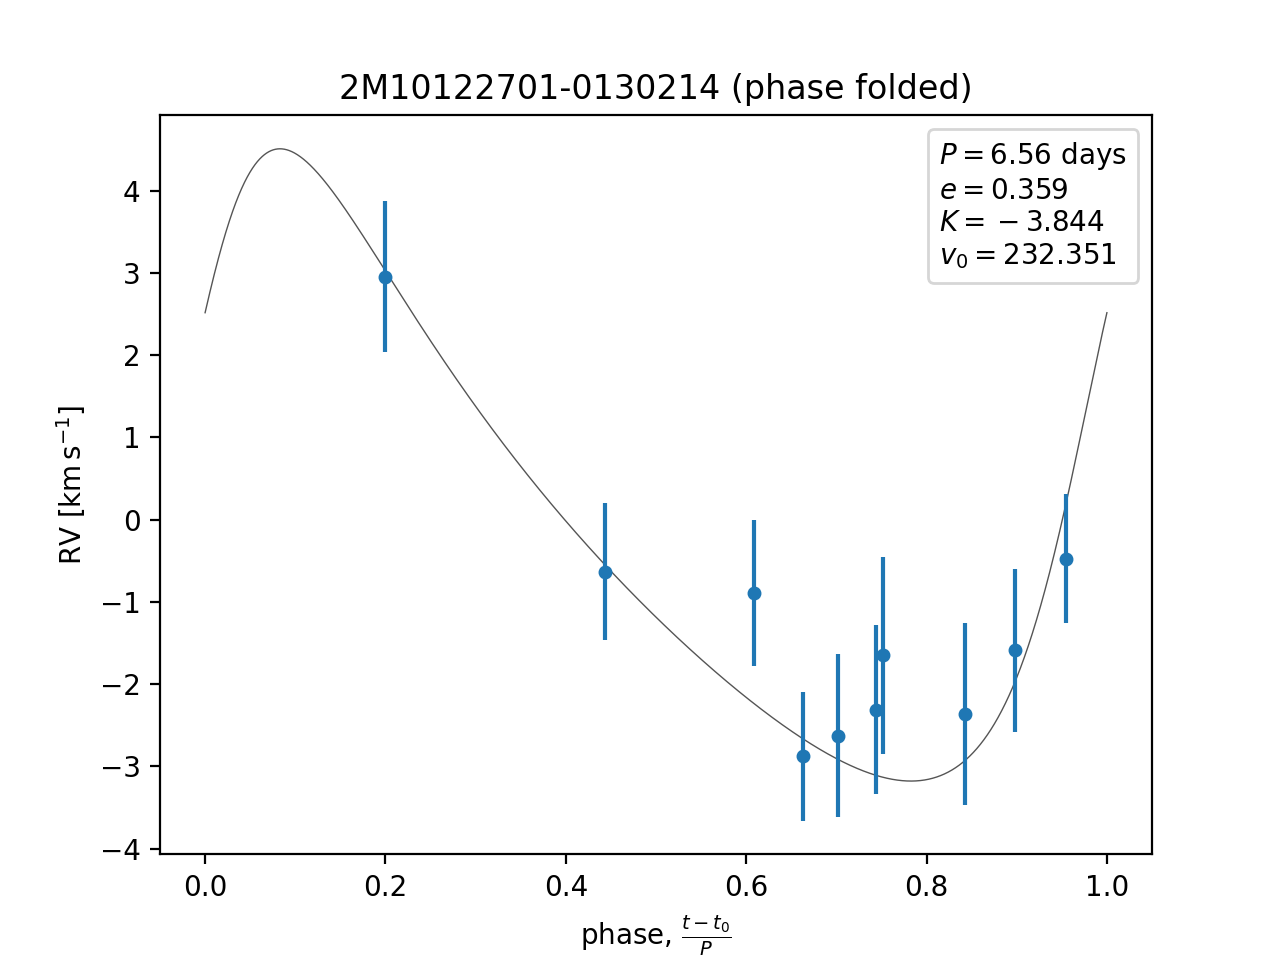 2M10122701-0130214 (phase folded)
P = 6.56 days
e = 0.359
K = −3.844
v₀ = 232.351
RV [km s⁻¹]
4
3
2
1
0
−1
−2
−3
−4
0.0 0.2 0.4 0.6 0.8 1.0
phase, (t − t₀)/P